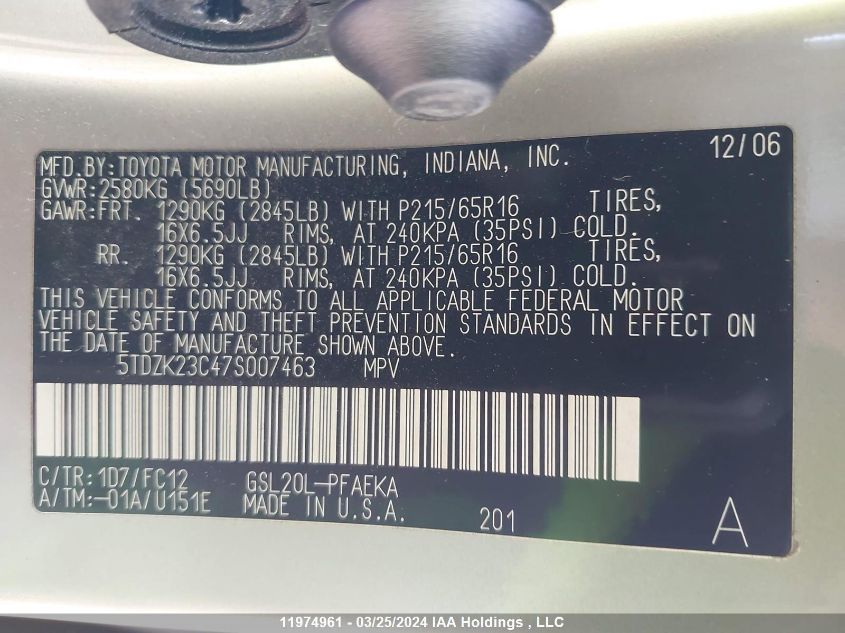 MFD.BY:TOYOTA MOTOR MANUFACTURING, INDIANA, INC. 12/06
GVWR:2580KG (5690LB)
GAWR:FRT. 1290KG (2845LB) WITH P215/65R16 TIRES,
16X6.5JJ RIMS, AT 240KPA (35PSI) COLD.
RR. 1290KG (2845LB) WITH P215/65R16 TIRES,
16X6.5JJ RIMS, AT 240KPA (35PSI) COLD.
THIS VEHICLE CONFORMS TO ALL APPLICABLE FEDERAL MOTOR
VEHICLE SAFETY AND THEFT PREVENTION STANDARDS IN EFFECT ON
THE DATE OF MANUFACTURE SHOWN ABOVE.
5TDZK23C47S007463 MPV
C/TR: 1D7/FC12 GSL20L-PFAEKA
A/TM:-01A/U151E MADE IN U.S.A. 201 A
11974961 - 03/25/2024 IAA Holdings , LLC